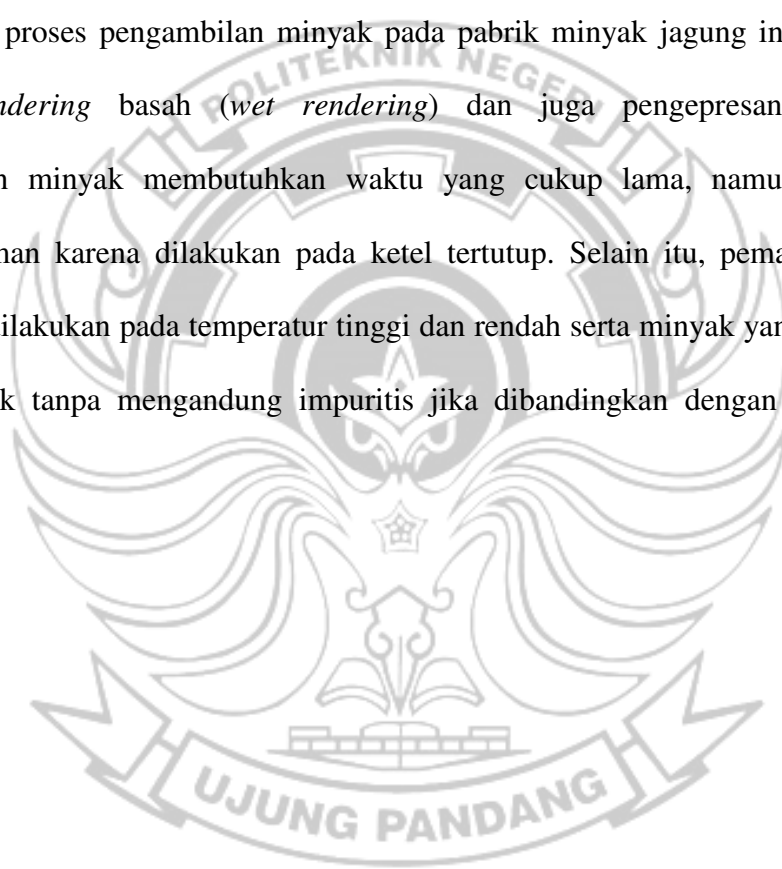 proses pengambilan minyak pada pabrik minyak jagung in
ndering basah (wet rendering) dan juga pengepresan
n minyak membutuhkan waktu yang cukup lama, namu
nan karena dilakukan pada ketel tertutup. Selain itu, pema
ilakukan pada temperatur tinggi dan rendah serta minyak yan
k tanpa mengandung impuritis jika dibandingkan dengan
POLITEKNIK NEGERI
UJUNG PANDANG